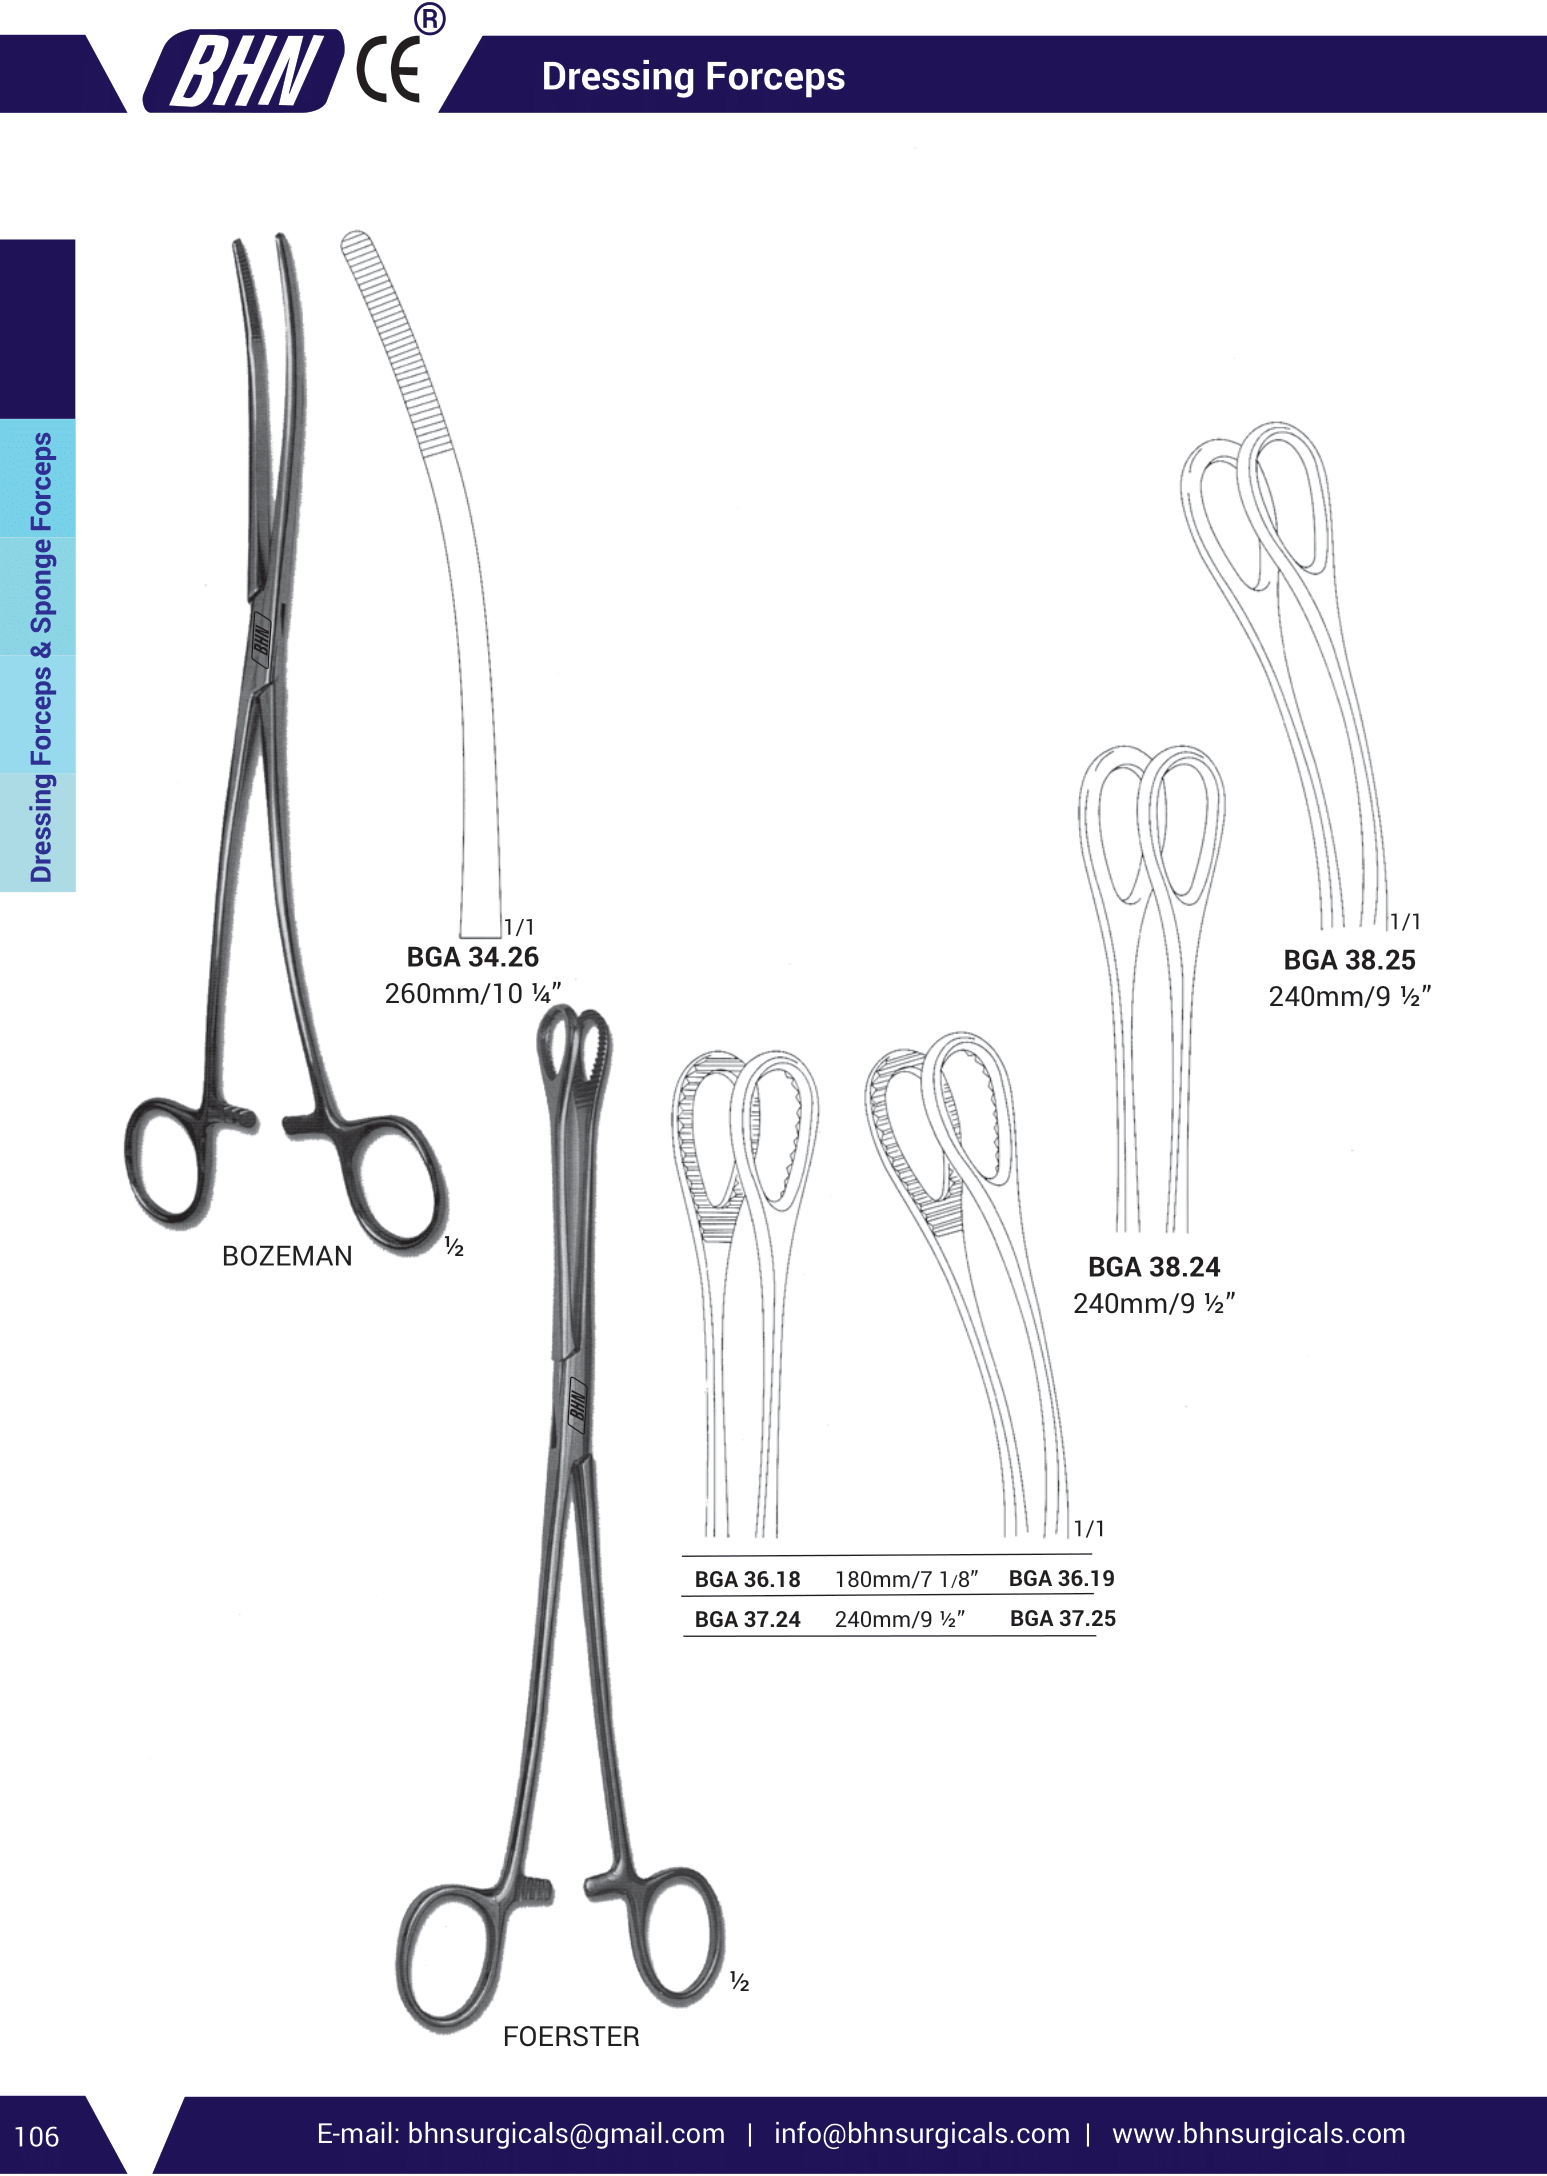 BHN CE ®
Dressing Forceps
Dressing Forceps & Sponge Forceps
BHN
1/1
BGA 34.26
260mm/10 ¼”
BOZEMAN
½
1/1
BGA 38.25
240mm/9 ½”
BGA 38.24
240mm/9 ½”
BHN
1/1
BGA 36.18 180mm/7 1/8” BGA 36.19
BGA 37.24 240mm/9 ½” BGA 37.25
½
FOERSTER
106
E-mail: bhnsurgicals@gmail.com | info@bhnsurgicals.com | www.bhnsurgicals.com